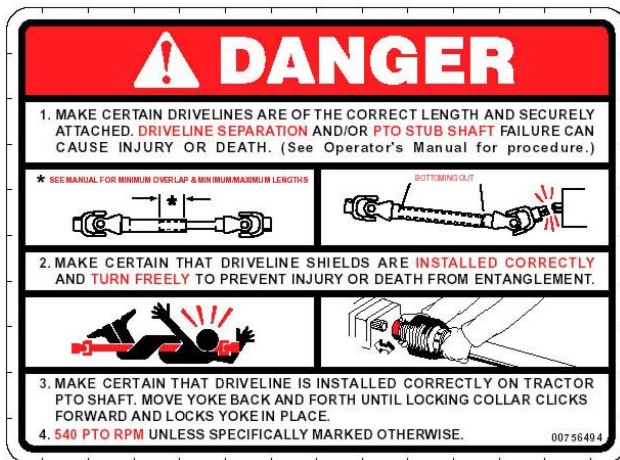 DANGER
1. MAKE CERTAIN DRIVELINES ARE OF THE CORRECT LENGTH AND SECURELY
ATTACHED. DRIVELINE SEPARATION AND/OR PTO STUB SHAFT FAILURE CAN
CAUSE INJURY OR DEATH. (See Operator's Manual for procedure.)
* SEE MANUAL FOR MINIMUM OVERLAP & MINIMUM/MAXIMUM LENGTHS
*
BOTTOMING OUT
2. MAKE CERTAIN THAT DRIVELINE SHIELDS ARE INSTALLED CORRECTLY
AND TURN FREELY TO PREVENT INJURY OR DEATH FROM ENTANGLEMENT.
3. MAKE CERTAIN THAT DRIVELINE IS INSTALLED CORRECTLY ON TRACTOR
PTO SHAFT. MOVE YOKE BACK AND FORTH UNTIL LOCKING COLLAR CLICKS
FORWARD AND LOCKS YOKE IN PLACE.
4. 540 PTO RPM UNLESS SPECIFICALLY MARKED OTHERWISE.
00756494